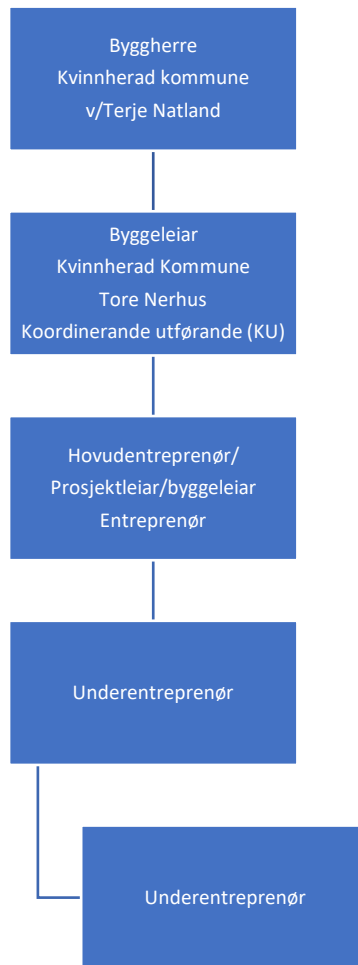 Byggherre
Kvinnherad kommune
v/Terje Natland
Byggeleiar
Kvinnherad Kommune
Tore Nerhus
Koordinerande utførande (KU)
Hovudentreprenør/
Prosjektleiar/byggeleiar
Entreprenør
Underentreprenør
Underentreprenør